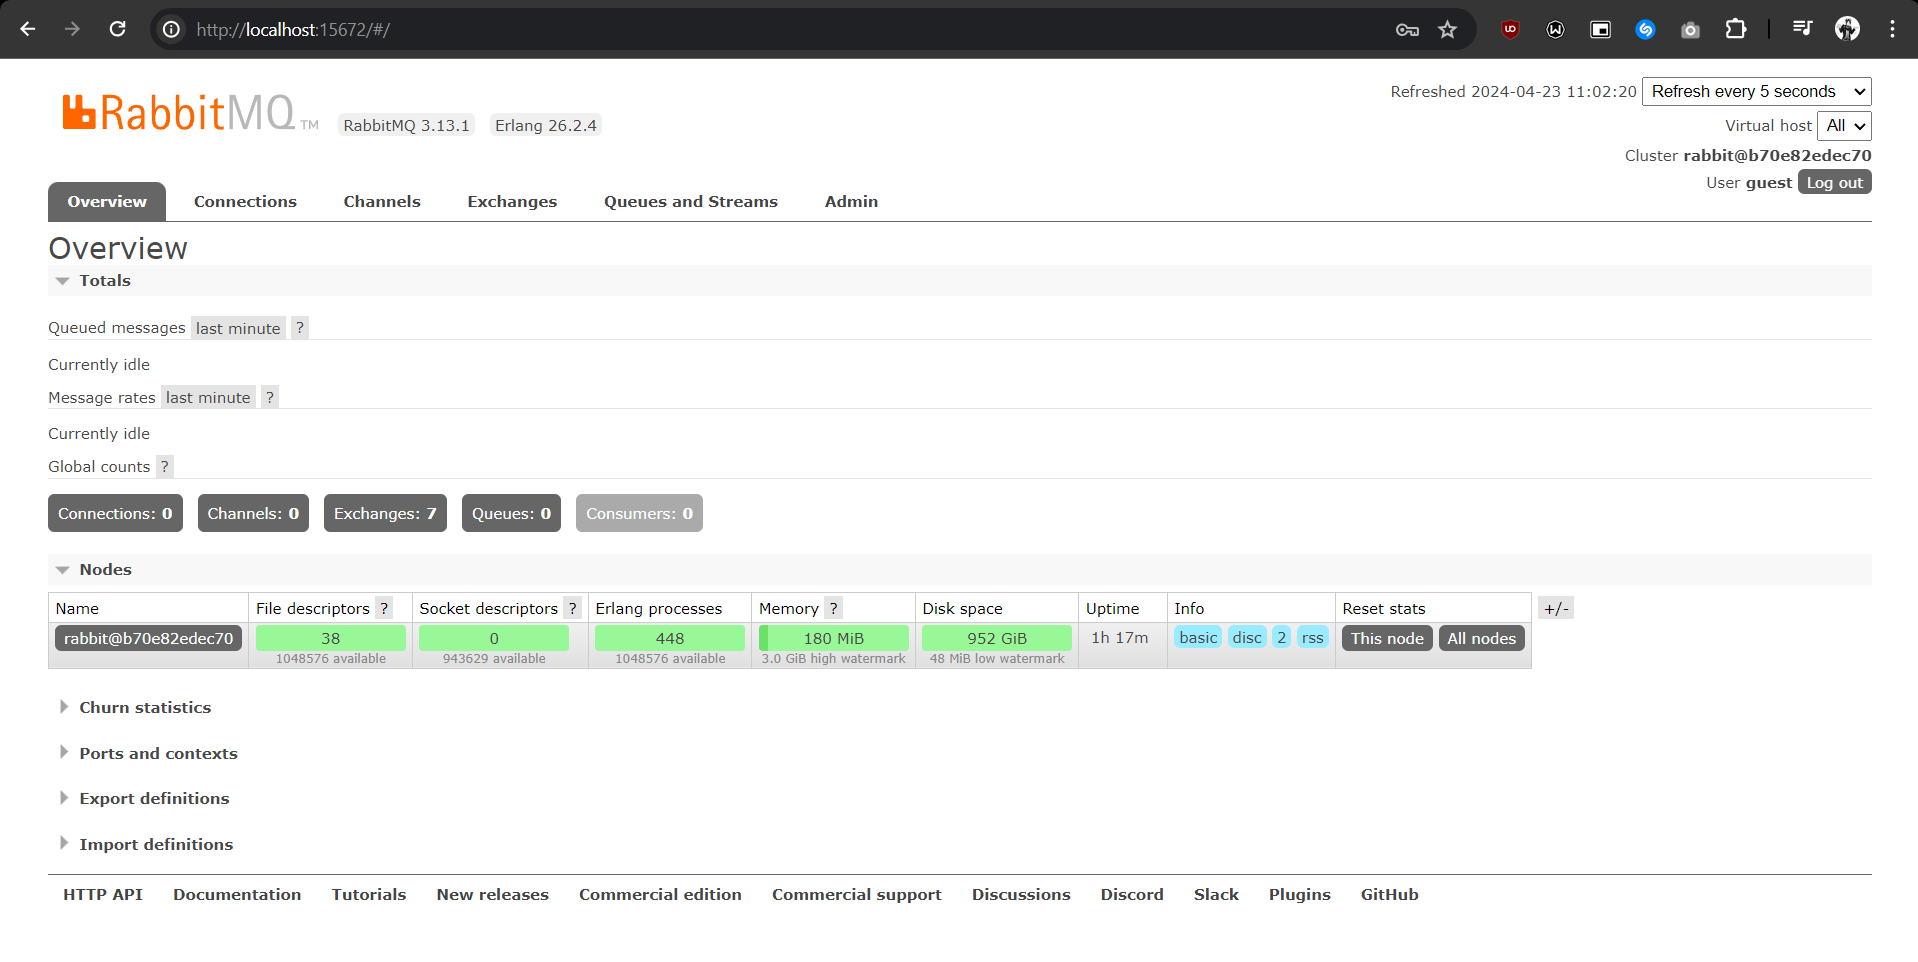 http://localhost:15672/#/
Refreshed 2024-04-23 11:02:20 Refresh every 5 seconds
RabbitMQ TM RabbitMQ 3.13.1 Erlang 26.2.4
Virtual host All
Cluster rabbit@b70e82edec70
User guest Log out
Overview Connections Channels Exchanges Queues and Streams Admin
Overview
Totals
Queued messages last minute ?
Currently idle
Message rates last minute ?
Currently idle
Global counts ?
Connections: 0 Channels: 0 Exchanges: 7 Queues: 0 Consumers: 0
Nodes
Name File descriptors ? Socket descriptors ? Erlang processes Memory ? Disk space Uptime Info Reset stats +/-
rabbit@b70e82edec70 38 0 448 180 MiB 952 GiB 1h 17m basic disc 2 rss This node All nodes
1048576 available 943629 available 1048576 available 3.0 GiB high watermark 48 MiB low watermark
Churn statistics
Ports and contexts
Export definitions
Import definitions
HTTP API Documentation Tutorials New releases Commercial edition Commercial support Discussions Discord Slack Plugins GitHub